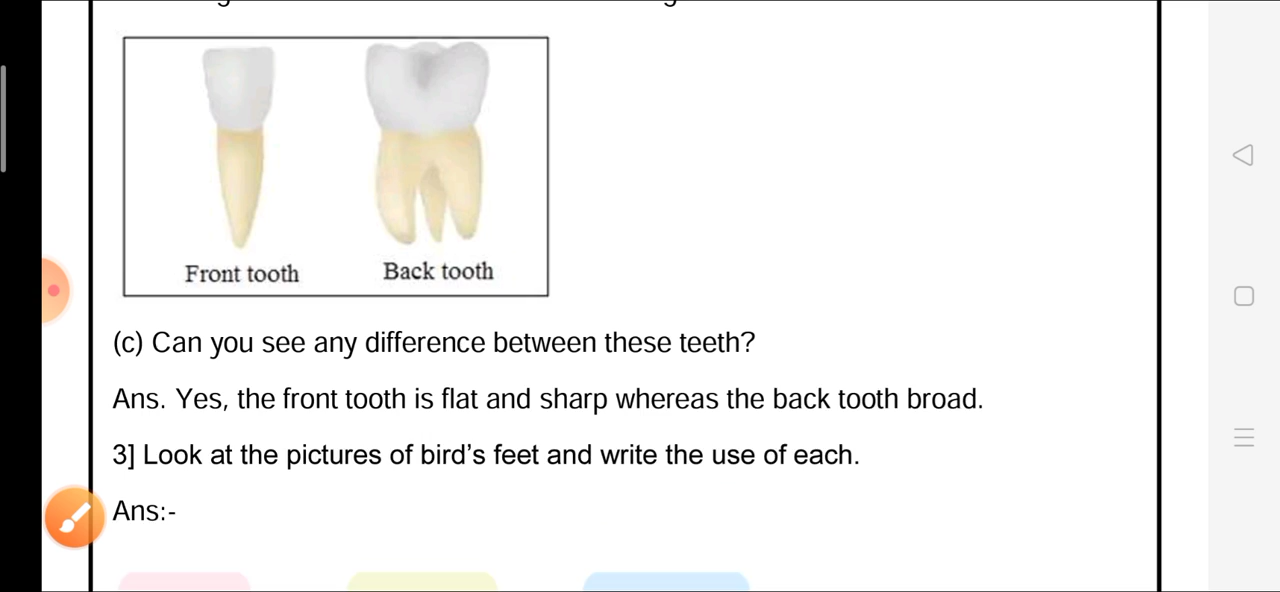 Front tooth
Back tooth
(c) Can you see any difference between these teeth?
Ans. Yes, the front tooth is flat and sharp whereas the back tooth broad.
3] Look at the pictures of bird’s feet and write the use of each.
Ans:-